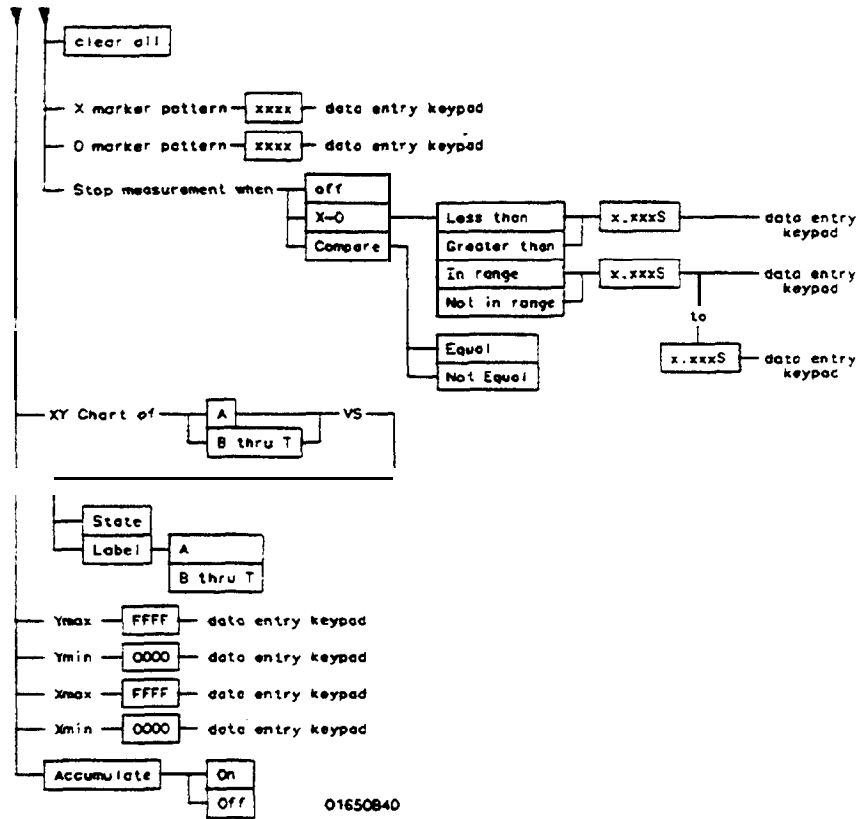 clear all
X marker pattern xxxx data entry keypad
O marker pattern xxxx data entry keypad
Stop measurement when off
X-O Less than x.xxxS data entry keypad
Compare Greater than
In range x.xxxS data entry keypad
Not in range
to
Equal x.xxxS data entry keypad
Not Equal
XY Chart of A VS
B thru T
State
Label A
B thru T
Ymax FFFF data entry keypad
Ymin 0000 data entry keypad
Xmax FFFF data entry keypad
Xmin 0000 data entry keypad
Accumulate On
Off 01650B40